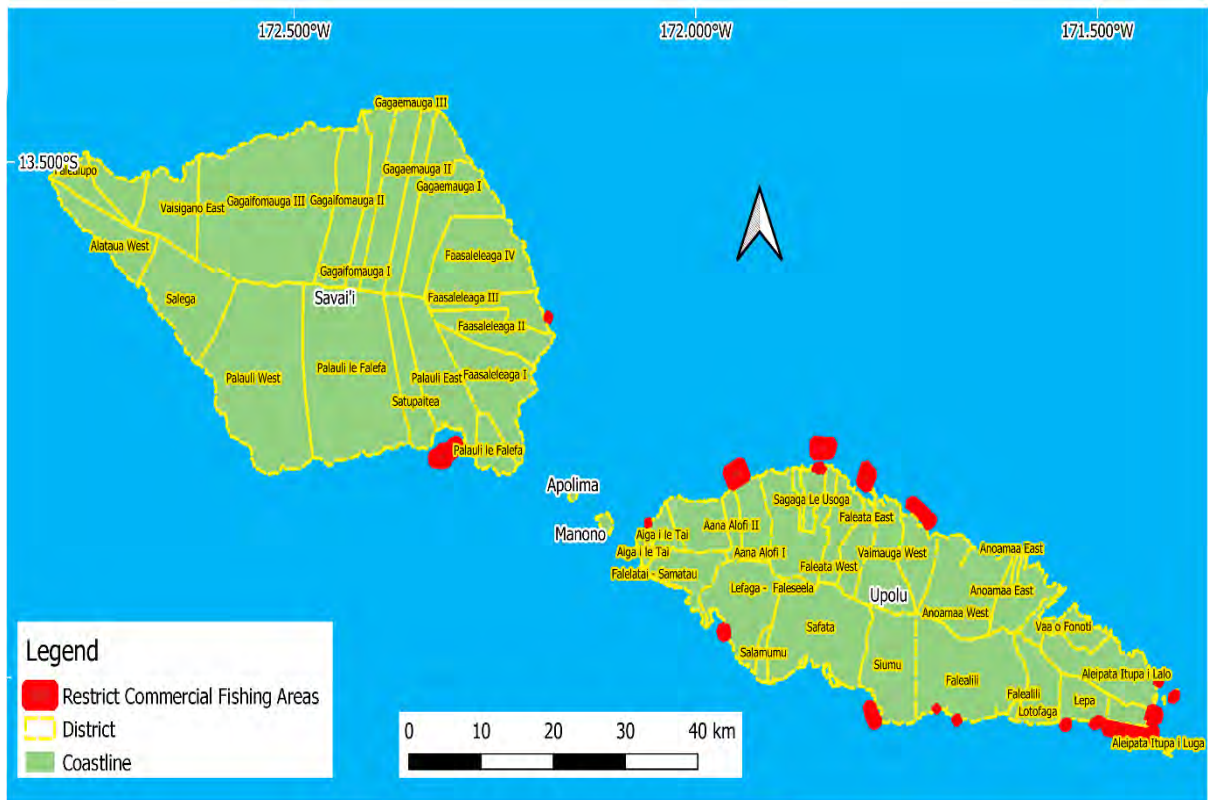 172.500°W
172.000°W
171.500°W
13.500°S
Gagaemauga III
Falealupo
Gagaemauga II
Gagaemauga I
Vaisigano East
Gagaifomauga III
Gagaifomauga II
Alataua West
Faasaleleaga IV
Gagaifomauga I
Salega
Savai'i
Faasaleleaga III
Faasaleleaga II
Palauli West
Palauli le Falefa
Palauli East
Faasaleleaga I
Satupaitea
Palauli le Falefa
Apolima
Manono
Sagaga Le Usoga
Aana Alofi II
Faleata East
Aiga i le Tai
Aiga i le Tai
Aana Alofi I
Vaimauga West
Anoamaa East
Faleata West
Falelatai - Samatau
Lefaga - Faleseela
Upolu
Anoamaa East
Anoamaa West
Safata
Vaa o Fonoti
Salamumu
Siumu
Falealili
Aleipata Itupa i Lalo
Falealili
Lepa
Lotofaga
Aleipata Itupa i Luga
Legend
Restrict Commercial Fishing Areas
District
Coastline
0 10 20 30 40 km